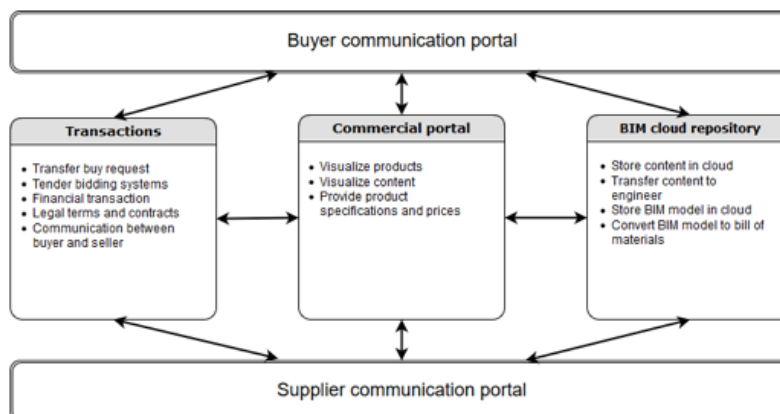 Buyer communication portal
Transactions
• Transfer buy request
• Tender bidding systems
• Financial transaction
• Legal terms and contracts
• Communication between
buyer and seller
Commercial portal
• Visualize products
• Visualize content
• Provide product
specifications and prices
BIM cloud repository
• Store content in cloud
• Transfer content to
engineer
• Store BIM model in cloud
• Convert BIM model to bill of
materials
Supplier communication portal